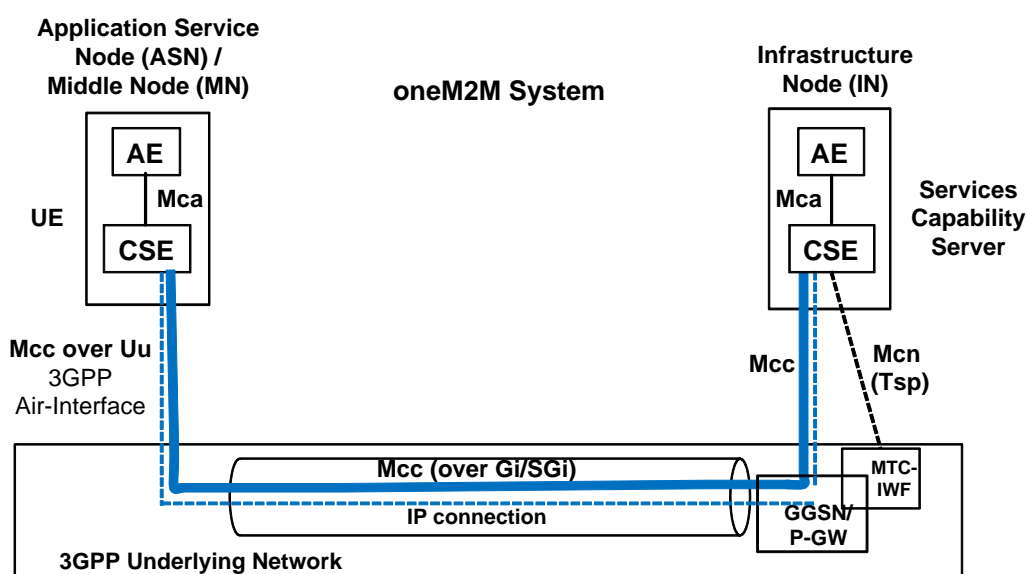 Application Service
Node (ASN) /
Middle Node (MN)
oneM2M System
Infrastructure
Node (IN)
AE
Mca
UE
CSE
AE
Mca
CSE
Services
Capability
Server
Mcc over Uu
3GPP
Air-Interface
Mcc
Mcn
(Tsp)
Mcc (over Gi/SGi)
IP connection
MTC-
IWF
GGSN/
P-GW
3GPP Underlying Network